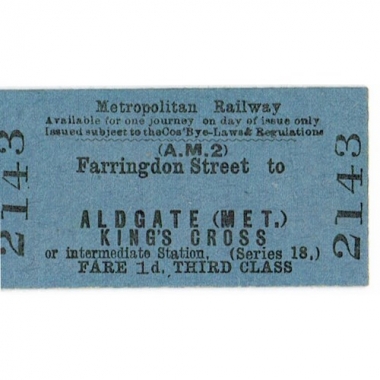 Metropolitan Railway
Available for one journey on day of issue only
Issued subject to the Cos' Bye-Laws & Regulations
(A.M.2)
Farringdon Street to
ALDGATE (MET.)
KING'S CROSS
or intermediate Station, (Series 18,)
FARE 1d, THIRD CLASS
2143
2143